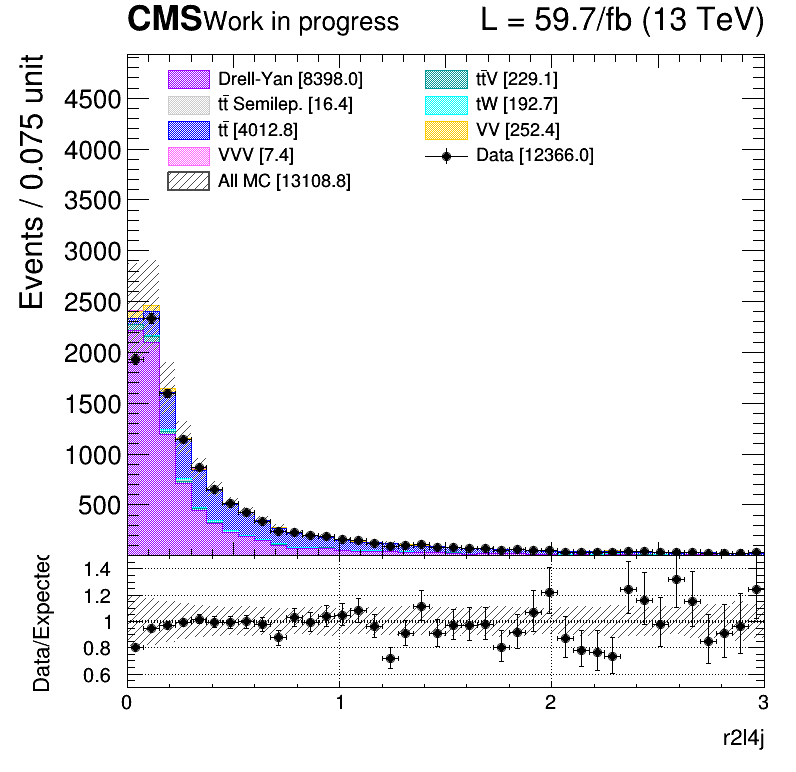 CMS Work in progress L = 59.7/fb (13 TeV)
Events / 0.075 unit
Drell-Yan [8398.0]
tt̄ Semilep. [16.4]
tt̄ [4012.8]
VVV [7.4]
All MC [13108.8]
tt̄V [229.1]
tW [192.7]
VV [252.4]
Data [12366.0]
4500
4000
3500
3000
2500
2000
1500
1000
500
Data/Expected
1.4
1.2
1
0.8
0.6
0 1 2 3
r2l4j